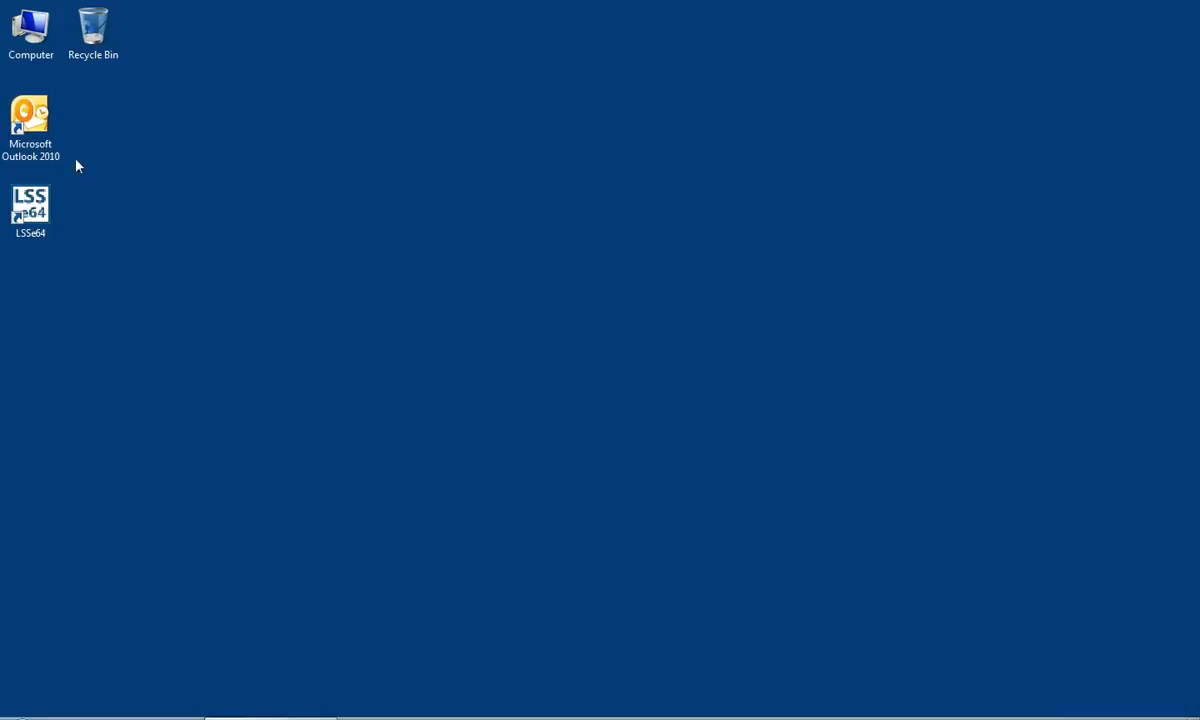 Computer
Recycle Bin
Microsoft
Outlook 2010
LSS
e64
LSSe64